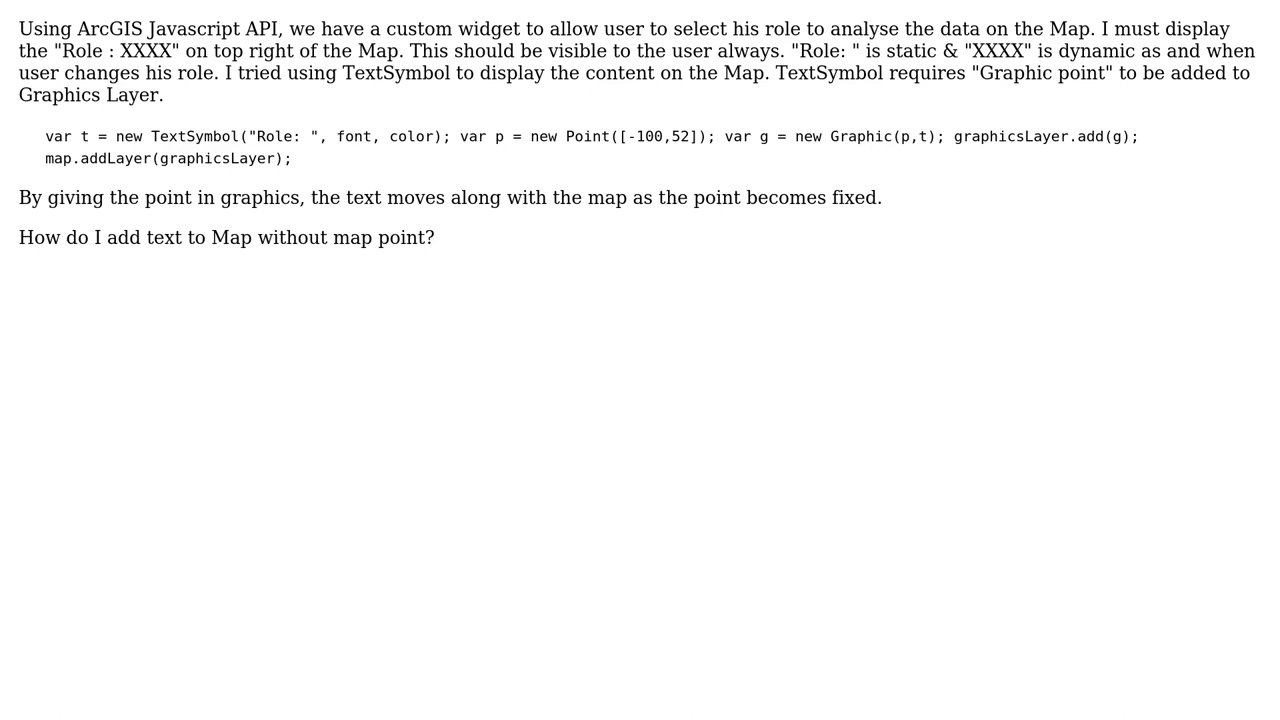 Using ArcGIS Javascript API, we have a custom widget to allow user to select his role to analyse the data on the Map. I must display
the "Role : XXXX" on top right of the Map. This should be visible to the user always. "Role: " is static & "XXXX" is dynamic as and when
user changes his role. I tried using TextSymbol to display the content on the Map. TextSymbol requires "Graphic point" to be added to
Graphics Layer.
var t = new TextSymbol("Role: ", font, color); var p = new Point([-100,52]); var g = new Graphic(p,t); graphicsLayer.add(g);
map.addLayer(graphicsLayer);
By giving the point in graphics, the text moves along with the map as the point becomes fixed.
How do I add text to Map without map point?